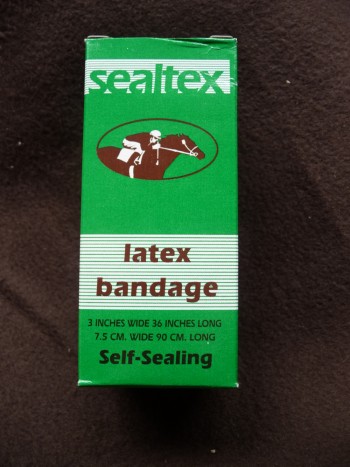 sealtex
latex
bandage
3 INCHES WIDE 36 INCHES LONG
7.5 CM. WIDE 90 CM. LONG
Self-Sealing